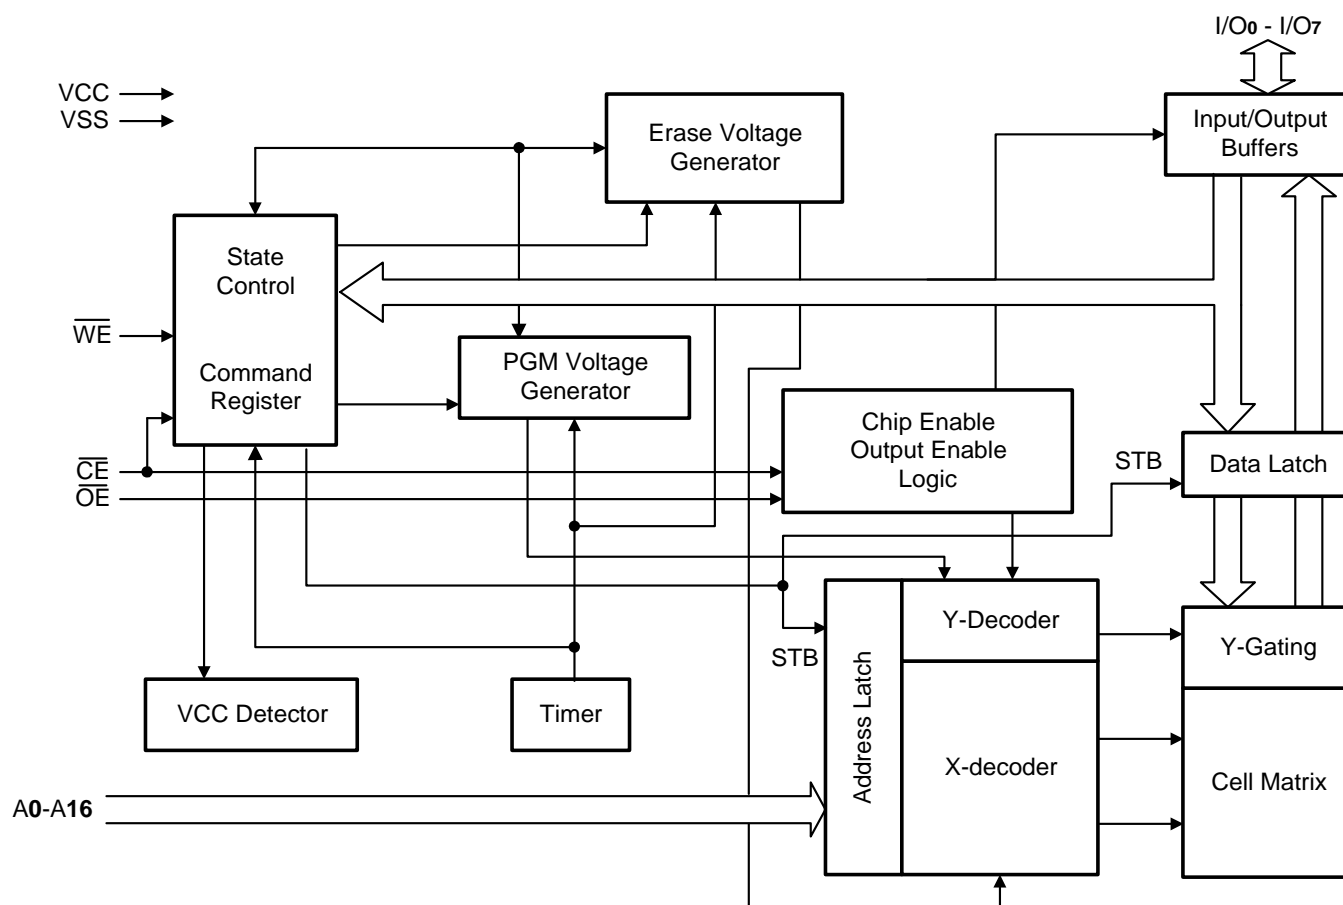 I/O0 - I/O7
VCC
VSS
Erase Voltage
Generator
Input/Output
Buffers
State
Control
Command
Register
WE
PGM Voltage
Generator
Chip Enable
Output Enable
Logic
CE
OE
STB
Data Latch
Y-Decoder
STB
Address Latch
Y-Gating
VCC Detector
Timer
X-decoder
Cell Matrix
A0-A16